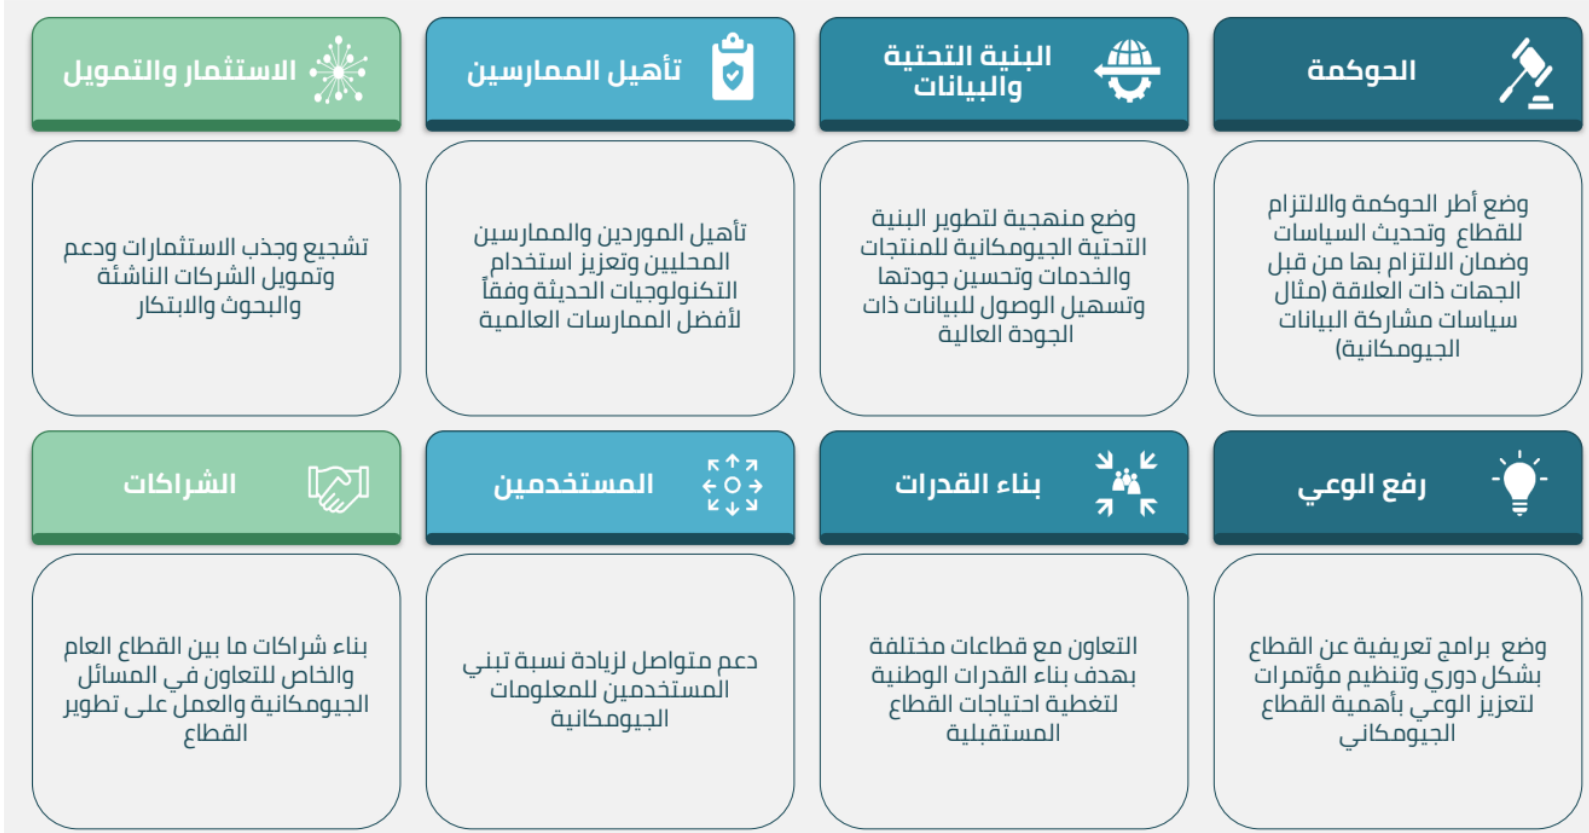 الحوكمة
وضع أطر الحوكمة والالتزام
للقطاع وتحديث السياسات
وضمان الالتزام بها من قبل
الجهات ذات العلاقة (مثال
سياسات مشاركة البيانات
الجيومكانية)
البنية التحتية
والبيانات
وضع منهجية لتطوير البنية
التحتية الجيومكانية للمنتجات
والخدمات وتحسين جودتها
وتسهيل الوصول للبيانات ذات
الجودة العالية
تأهيل الممارسين
تأهيل الموردين والممارسين
المحليين وتعزيز استخدام
التكنولوجيات الحديثة وفقاً
لأفضل الممارسات العالمية
الاستثمار والتمويل
تشجيع وجذب الاستثمارات ودعم
وتمويل الشركات الناشئة
والبحوث والابتكار
رفع الوعي
وضع برامج تعريفية عن القطاع
بشكل دوري وتنظيم مؤتمرات
لتعزيز الوعي بأهمية القطاع
الجيومكاني
بناء القدرات
التعاون مع قطاعات مختلفة
بهدف بناء القدرات الوطنية
لتغطية احتياجات القطاع
المستقبلية
المستخدمين
دعم متواصل لزيادة نسبة تبني
المستخدمين للمعلومات
الجيومكانية
الشراكات
بناء شراكات ما بين القطاع العام
والخاص للتعاون في المسائل
الجيومكانية والعمل على تطوير
القطاع